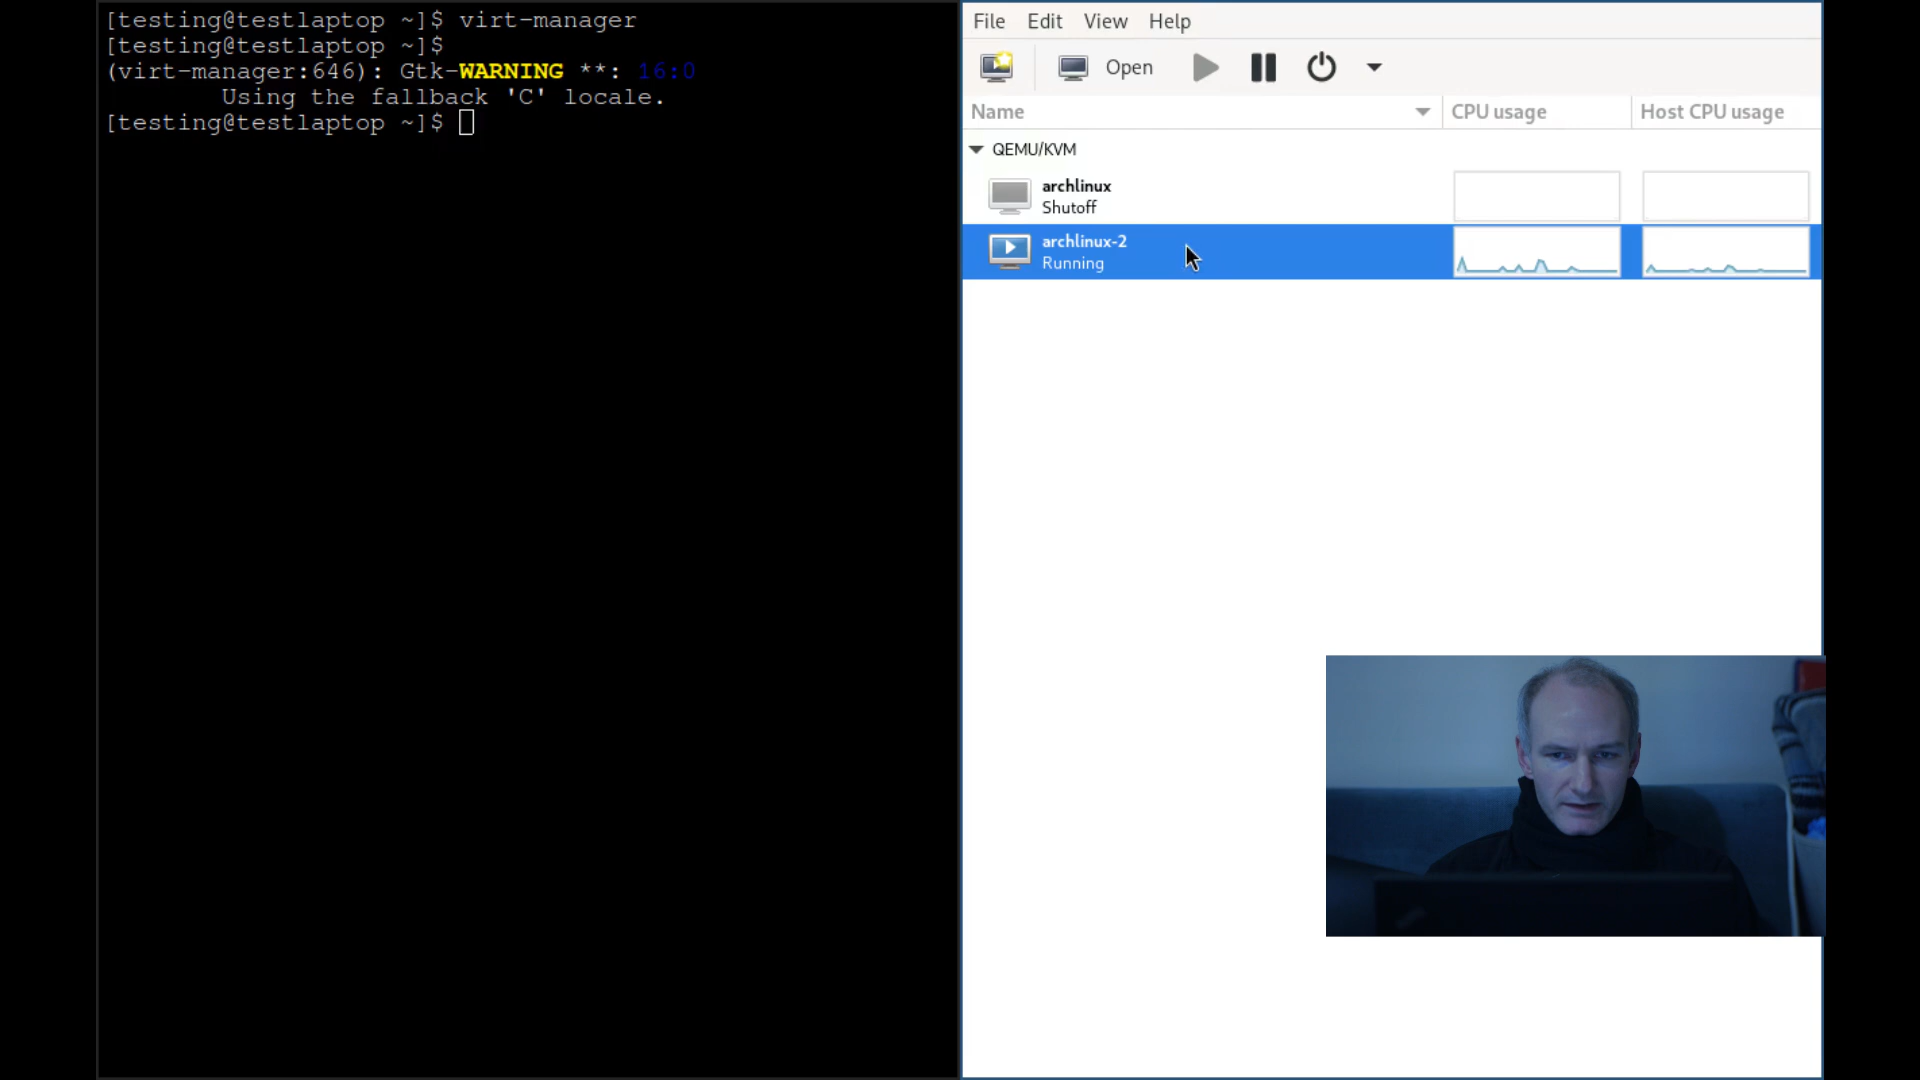 [testing@testlaptop ~]$ virt-manager
[testing@testlaptop ~]$
(virt-manager:646): Gtk-WARNING **: 16:0
Using the fallback 'C' locale.
[testing@testlaptop ~]$
File Edit View Help
Open
Name CPU usage Host CPU usage
QEMU/KVM
archlinux
Shutoff
archlinux-2
Running